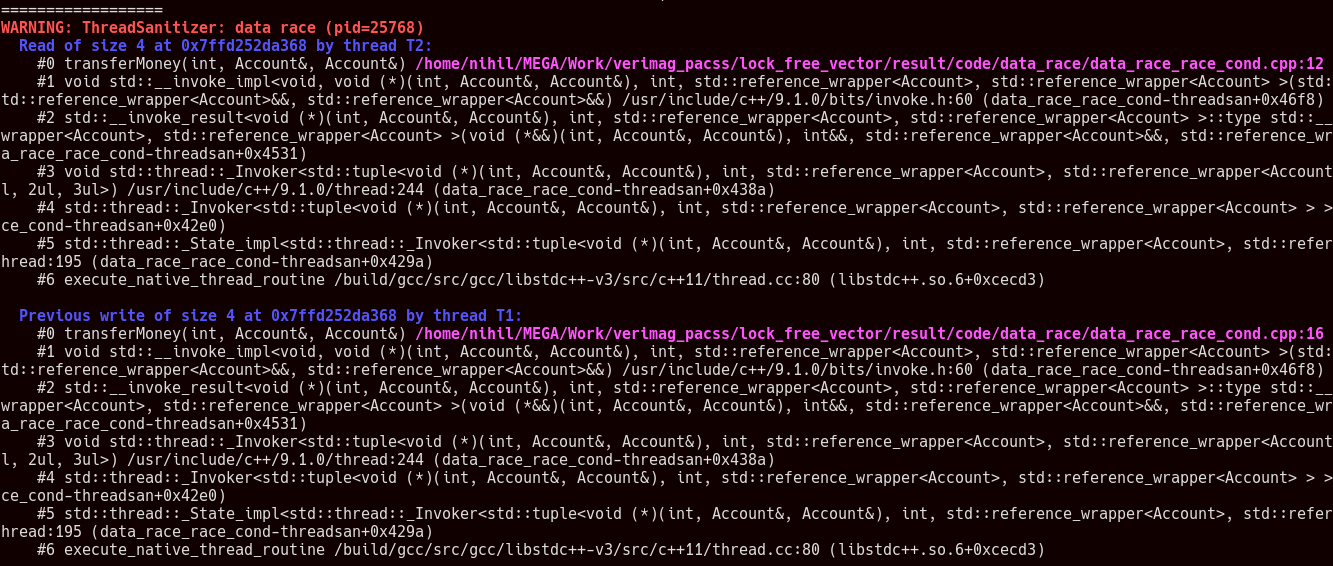 ==================
WARNING: ThreadSanitizer: data race (pid=25768)
  Read of size 4 at 0x7ffd252da368 by thread T2:
    #0 transferMoney(int, Account&, Account&) /home/nihil/MEGA/Work/verimag_pacss/lock_free_vector/result/code/data_race/data_race_race_cond.cpp:12
    #1 void std::__invoke_impl<void, void (*)(int, Account&, Account&), int, std::reference_wrapper<Account>, std::reference_wrapper<Account> >(std:
td::reference_wrapper<Account>&&, std::reference_wrapper<Account>&&) /usr/include/c++/9.1.0/bits/invoke.h:60 (data_race_race_cond-threadsan+0x46f8)
    #2 std::__invoke_result<void (*)(int, Account&, Account&), int, std::reference_wrapper<Account>, std::reference_wrapper<Account> >::type std::__
wrapper<Account>, std::reference_wrapper<Account> >(void (*&&)(int, Account&, Account&), int&&, std::reference_wrapper<Account>&&, std::reference_wr
a_race_race_cond-threadsan+0x4531)
    #3 void std::thread::_Invoker<std::tuple<void (*)(int, Account&, Account&), int, std::reference_wrapper<Account>, std::reference_wrapper<Account
l, 2ul, 3ul>) /usr/include/c++/9.1.0/thread:244 (data_race_race_cond-threadsan+0x438a)
    #4 std::thread::_Invoker<std::tuple<void (*)(int, Account&, Account&), int, std::reference_wrapper<Account>, std::reference_wrapper<Account> > >
ce_cond-threadsan+0x42e0)
    #5 std::thread::_State_impl<std::thread::_Invoker<std::tuple<void (*)(int, Account&, Account&), int, std::reference_wrapper<Account>, std::refer
hread:195 (data_race_race_cond-threadsan+0x429a)
    #6 execute_native_thread_routine /build/gcc/src/gcc/libstdc++-v3/src/c++11/thread.cc:80 (libstdc++.so.6+0xcecd3)

  Previous write of size 4 at 0x7ffd252da368 by thread T1:
    #0 transferMoney(int, Account&, Account&) /home/nihil/MEGA/Work/verimag_pacss/lock_free_vector/result/code/data_race/data_race_race_cond.cpp:16
    #1 void std::__invoke_impl<void, void (*)(int, Account&, Account&), int, std::reference_wrapper<Account>, std::reference_wrapper<Account> >(std:
td::reference_wrapper<Account>&&, std::reference_wrapper<Account>&&) /usr/include/c++/9.1.0/bits/invoke.h:60 (data_race_race_cond-threadsan+0x46f8)
    #2 std::__invoke_result<void (*)(int, Account&, Account&), int, std::reference_wrapper<Account>, std::reference_wrapper<Account> >::type std::__
wrapper<Account>, std::reference_wrapper<Account> >(void (*&&)(int, Account&, Account&), int&&, std::reference_wrapper<Account>&&, std::reference_wr
a_race_race_cond-threadsan+0x4531)
    #3 void std::thread::_Invoker<std::tuple<void (*)(int, Account&, Account&), int, std::reference_wrapper<Account>, std::reference_wrapper<Account
l, 2ul, 3ul>) /usr/include/c++/9.1.0/thread:244 (data_race_race_cond-threadsan+0x438a)
    #4 std::thread::_Invoker<std::tuple<void (*)(int, Account&, Account&), int, std::reference_wrapper<Account>, std::reference_wrapper<Account> > >
ce_cond-threadsan+0x42e0)
    #5 std::thread::_State_impl<std::thread::_Invoker<std::tuple<void (*)(int, Account&, Account&), int, std::reference_wrapper<Account>, std::refer
hread:195 (data_race_race_cond-threadsan+0x429a)
    #6 execute_native_thread_routine /build/gcc/src/gcc/libstdc++-v3/src/c++11/thread.cc:80 (libstdc++.so.6+0xcecd3)